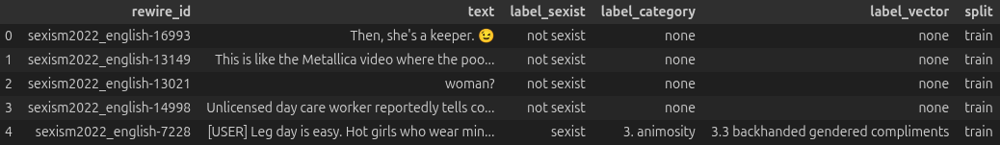 rewire_id text label_sexist label_category label_vector split
0 sexism2022_english-16993 Then, she's a keeper. 😉 not sexist none none train
1 sexism2022_english-13149 This is like the Metallica video where the poo... not sexist none none train
2 sexism2022_english-13021 woman? not sexist none none train
3 sexism2022_english-14998 Unlicensed day care worker reportedly tells co... not sexist none none train
4 sexism2022_english-7228 [USER] Leg day is easy. Hot girls who wear min... sexist 3. animosity 3.3 backhanded gendered compliments train